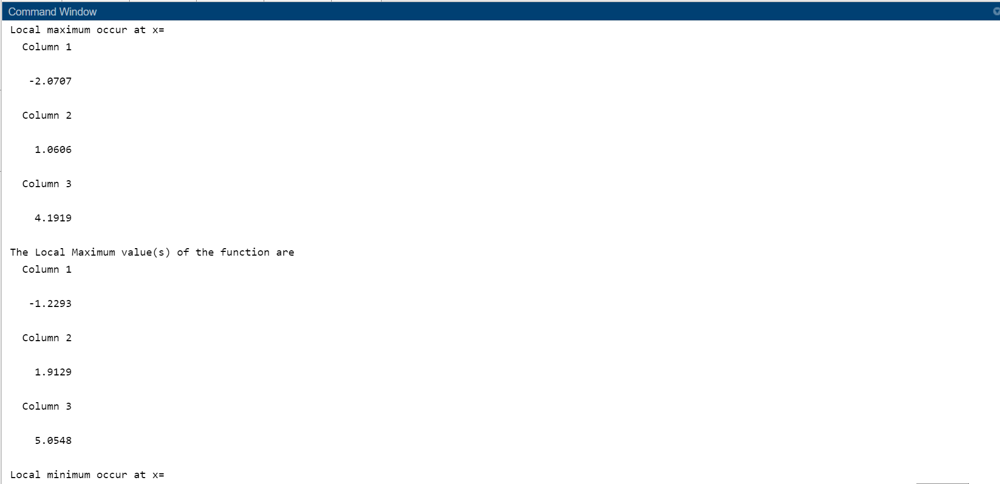 Command Window
Local maximum occur at x=
Column 1
-2.0707
Column 2
1.0606
Column 3
4.1919
The Local Maximum value(s) of the function are
Column 1
-1.2293
Column 2
1.9129
Column 3
5.0548
Local minimum occur at x=